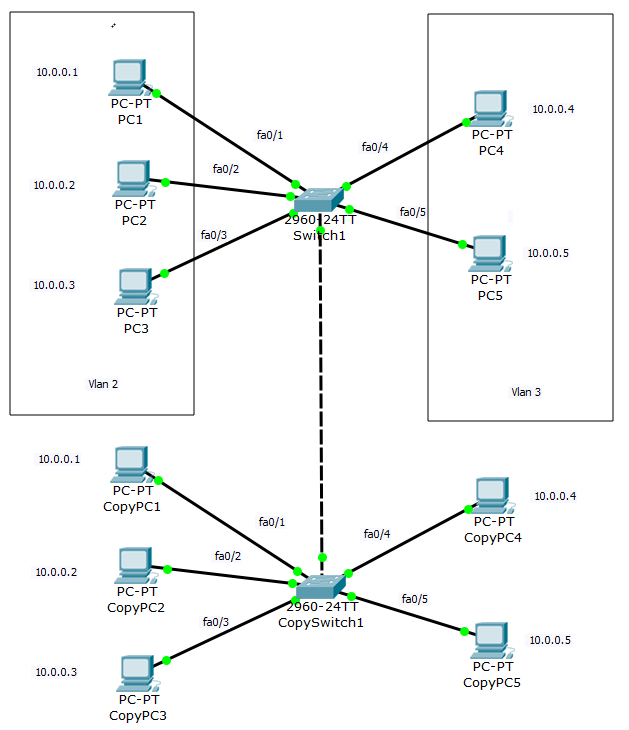 10.0.0.1
PC-PT
PC1
fa0/1
10.0.0.2
PC-PT
PC2
fa0/2
10.0.0.3
PC-PT
PC3
fa0/3
Vlan 2
2960-24TT
Switch1
fa0/4
10.0.0.4
PC-PT
PC4
fa0/5
10.0.0.5
PC-PT
PC5
Vlan 3
10.0.0.1
PC-PT
CopyPC1
fa0/1
10.0.0.2
PC-PT
CopyPC2
fa0/2
10.0.0.3
PC-PT
CopyPC3
fa0/3
2960-24TT
CopySwitch1
fa0/4
10.0.0.4
PC-PT
CopyPC4
fa0/5
10.0.0.5
PC-PT
CopyPC5